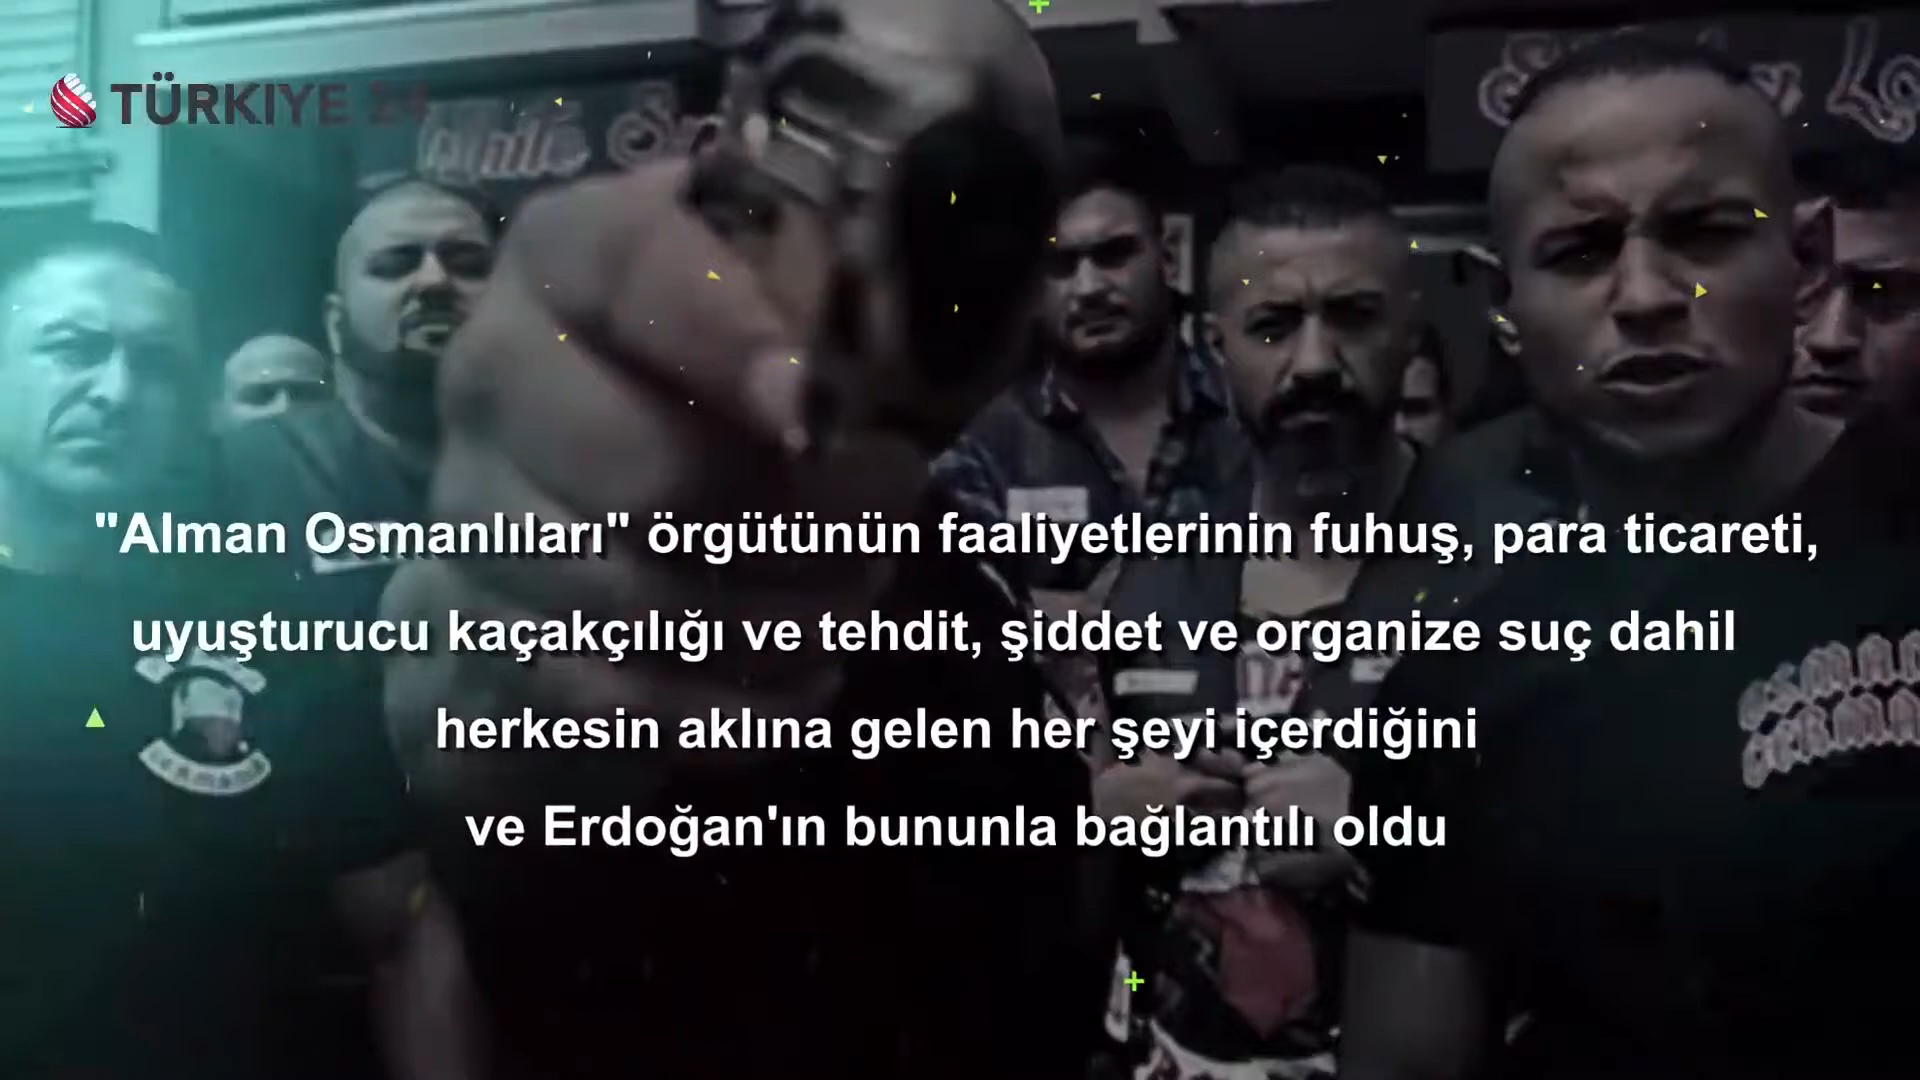 TÜRKIYE 24
"Alman Osmanlıları" örgütünün faaliyetlerinin fuhuş, para ticareti,
uyuşturucu kaçakçılığı ve tehdit, şiddet ve organize suç dahil
herkesin aklına gelen her şeyi içerdiğini
ve Erdoğan'ın bununla bağlantılı oldu